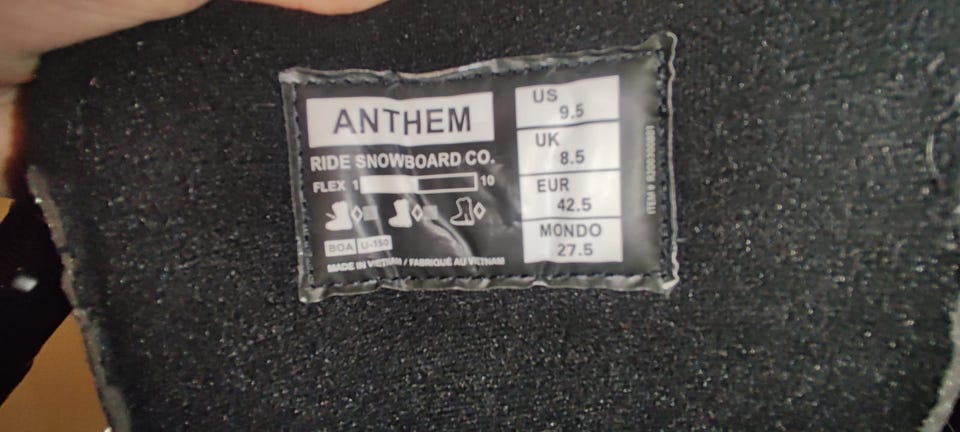 ANTHEM
RIDE SNOWBOARD CO.
FLEX 1 10
BOA U-150
MADE IN VIETNAM / FABRIQUÉ AU VIETNAM
US
9.5
UK
8.5
EUR
42.5
MONDO
27.5
ITEM #